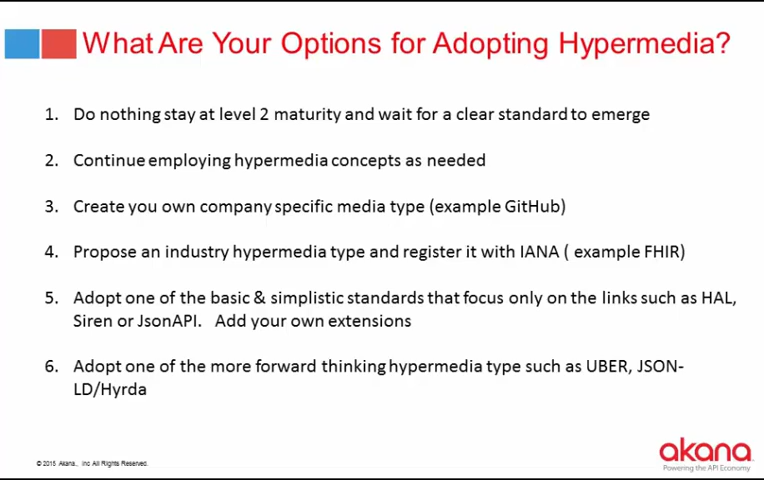 What Are Your Options for Adopting Hypermedia?
1. Do nothing stay at level 2 maturity and wait for a clear standard to emerge
2. Continue employing hypermedia concepts as needed
3. Create you own company specific media type (example GitHub)
4. Propose an industry hypermedia type and register it with IANA ( example FHIR)
5. Adopt one of the basic & simplistic standards that focus only on the links such as HAL,
Siren or JsonAPI. Add your own extensions
6. Adopt one of the more forward thinking hypermedia type such as UBER, JSON-
LD/Hyrda
© 2015 Akana., Inc All Rights Reserved.
akana
Powering the API Economy